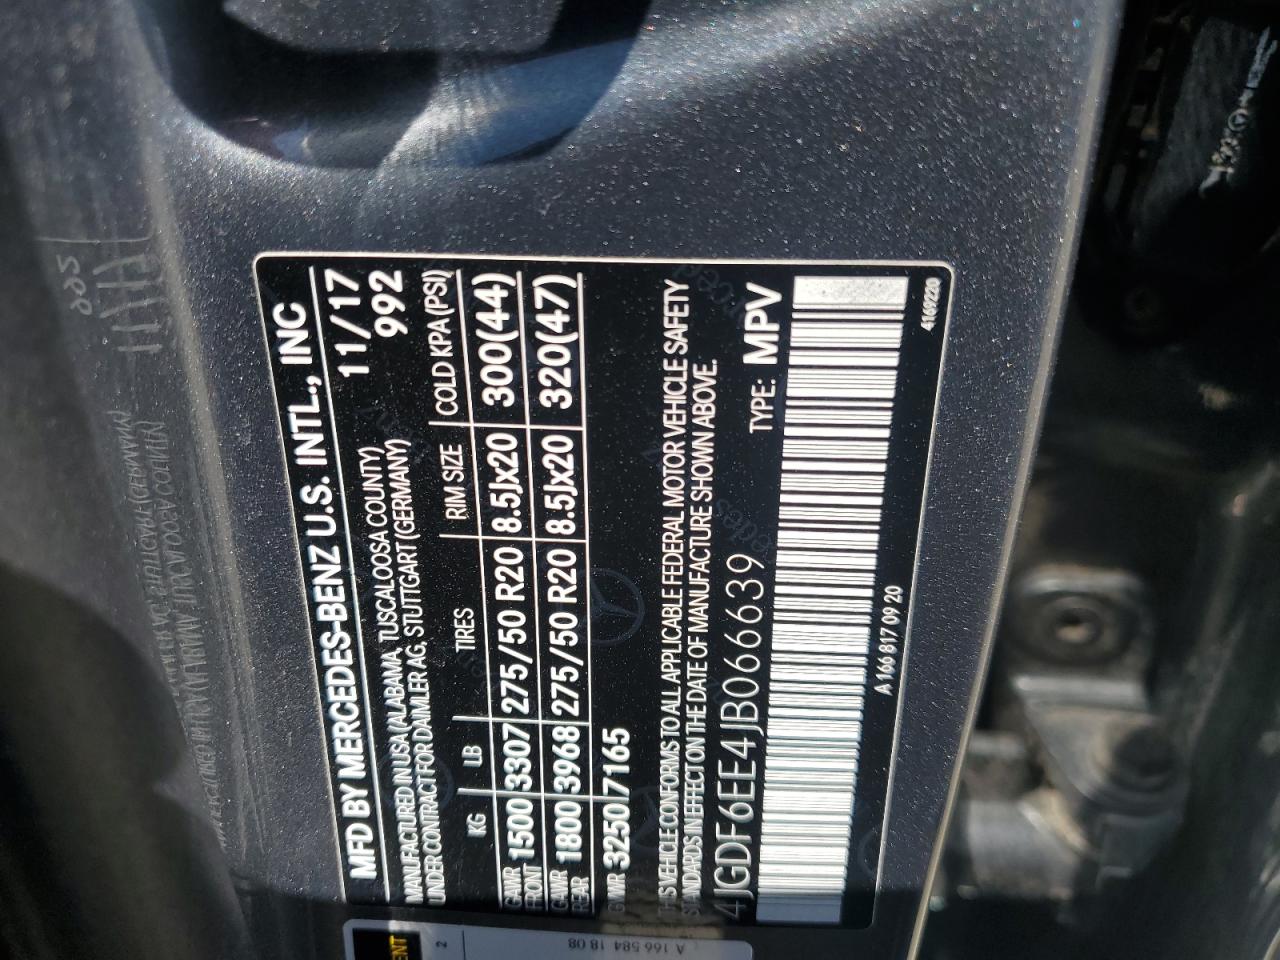 MFD BY MERCEDES-BENZ U.S. INTL., INC
MANUFACTURED IN USA (ALABAMA, TUSCALOOSA COUNTY) 11/17
UNDER CONTRACT FOR DAIMLER AG, STUTTGART (GERMANY) 992
KG LB TIRES RIM SIZE COLD KPA (PSI)
GAWR FRONT 1500 3307 275/50 R20 8.5Jx20 300(44)
GAWR REAR 1800 3968 275/50 R20 8.5Jx20 320(47)
GVWR 3250/7165
THIS VEHICLE CONFORMS TO ALL APPLICABLE FEDERAL MOTOR VEHICLE SAFETY
STANDARDS IN EFFECT ON THE DATE OF MANUFACTURE SHOWN ABOVE.
4JGDF6EE4JB066639 TYPE: MPV
A 166 817 09 20 4169230
2
A 166 584 18 08